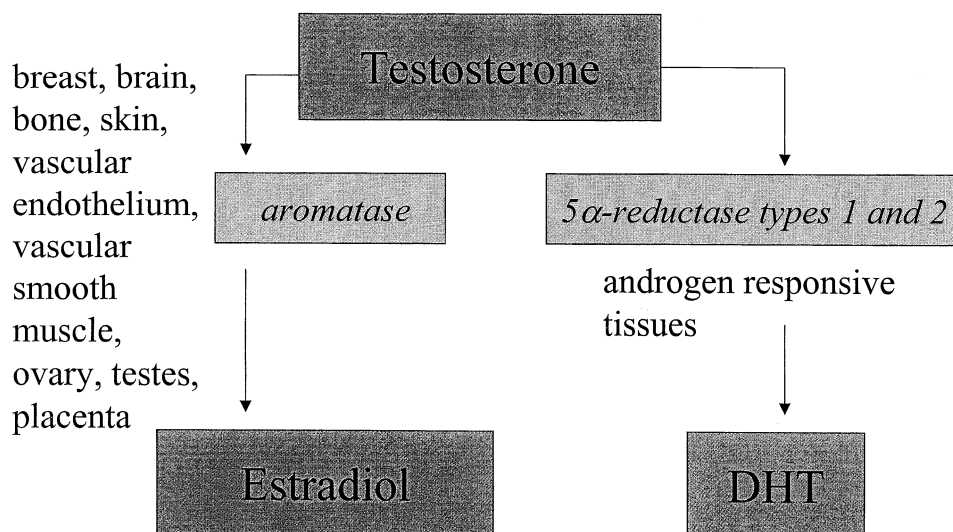 Testosterone
breast, brain,
bone, skin,
vascular
endothelium,
vascular
smooth
muscle,
ovary, testes,
placenta
aromatase
5α-reductase types 1 and 2
androgen responsive
tissues
Estradiol
DHT